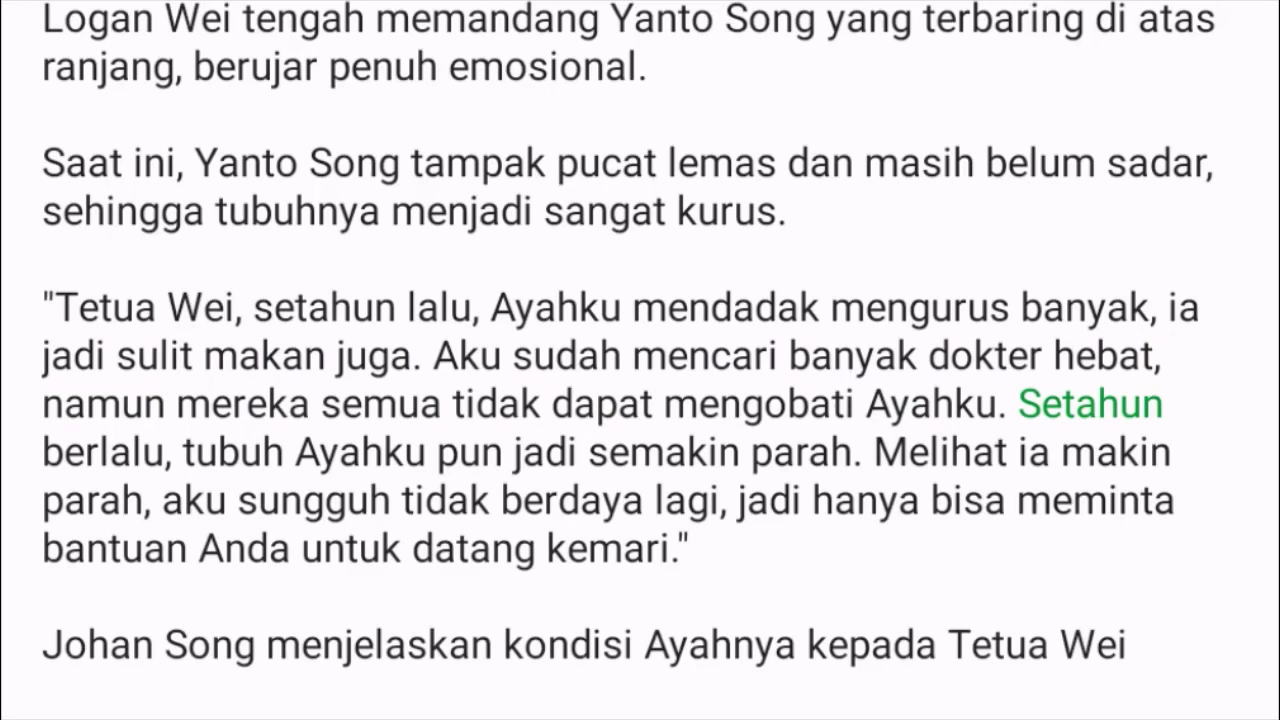 Logan Wei tengah memandang Yanto Song yang terbaring di atas
ranjang, berujar penuh emosional.
Saat ini, Yanto Song tampak pucat lemas dan masih belum sadar,
sehingga tubuhnya menjadi sangat kurus.
"Tetua Wei, setahun lalu, Ayahku mendadak mengurus banyak, ia
jadi sulit makan juga. Aku sudah mencari banyak dokter hebat,
namun mereka semua tidak dapat mengobati Ayahku. Setahun
berlalu, tubuh Ayahku pun jadi semakin parah. Melihat ia makin
parah, aku sungguh tidak berdaya lagi, jadi hanya bisa meminta
bantuan Anda untuk datang kemari."
Johan Song menjelaskan kondisi Ayahnya kepada Tetua Wei